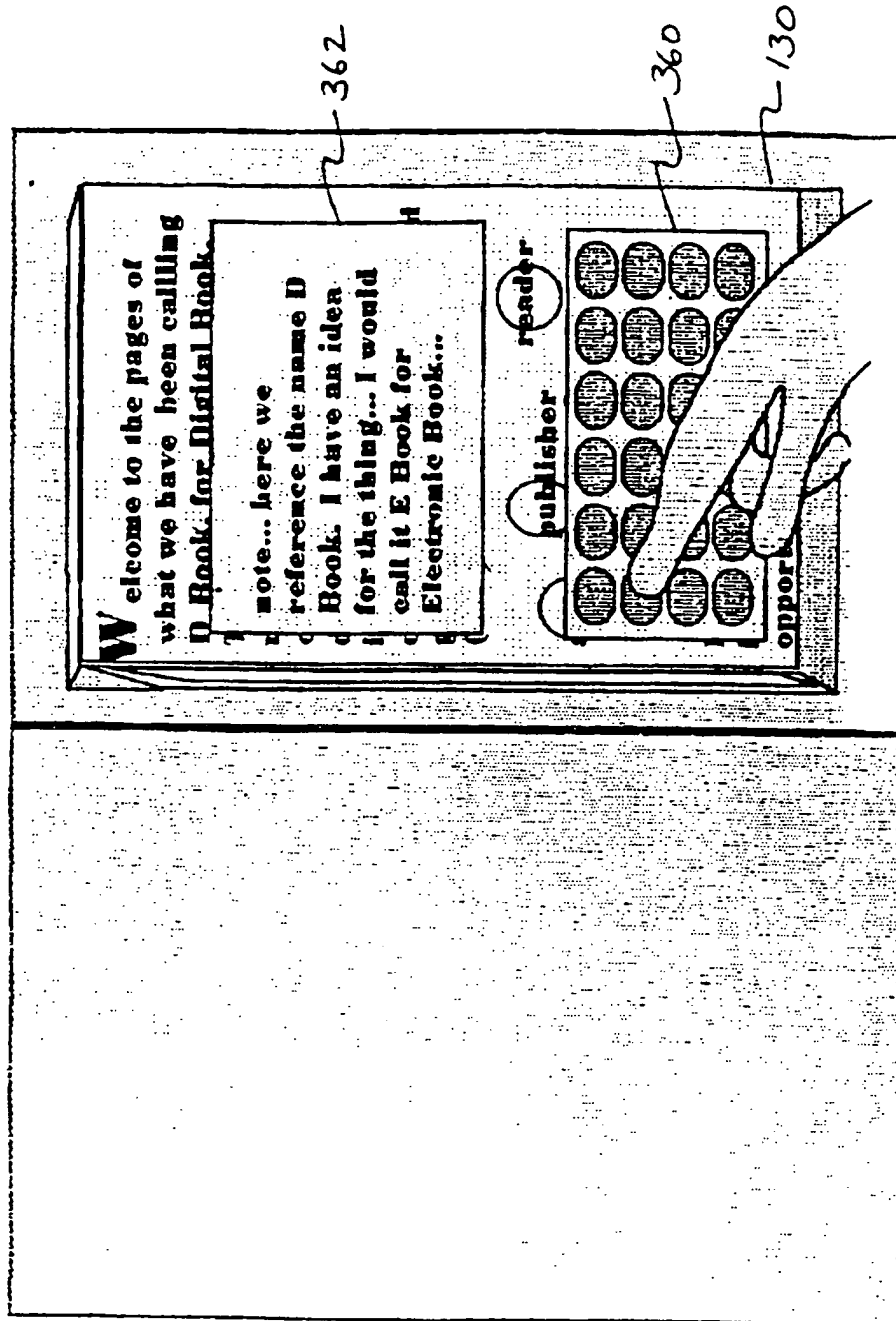 Welcome to the pages of
what we have been callling
D Book, for Digital Book.
note... here we
reference the name D
Book. I have an idea
for the thing... I would
call it E Book for
Electronic Book...
publisher reader
opport
362
360
130